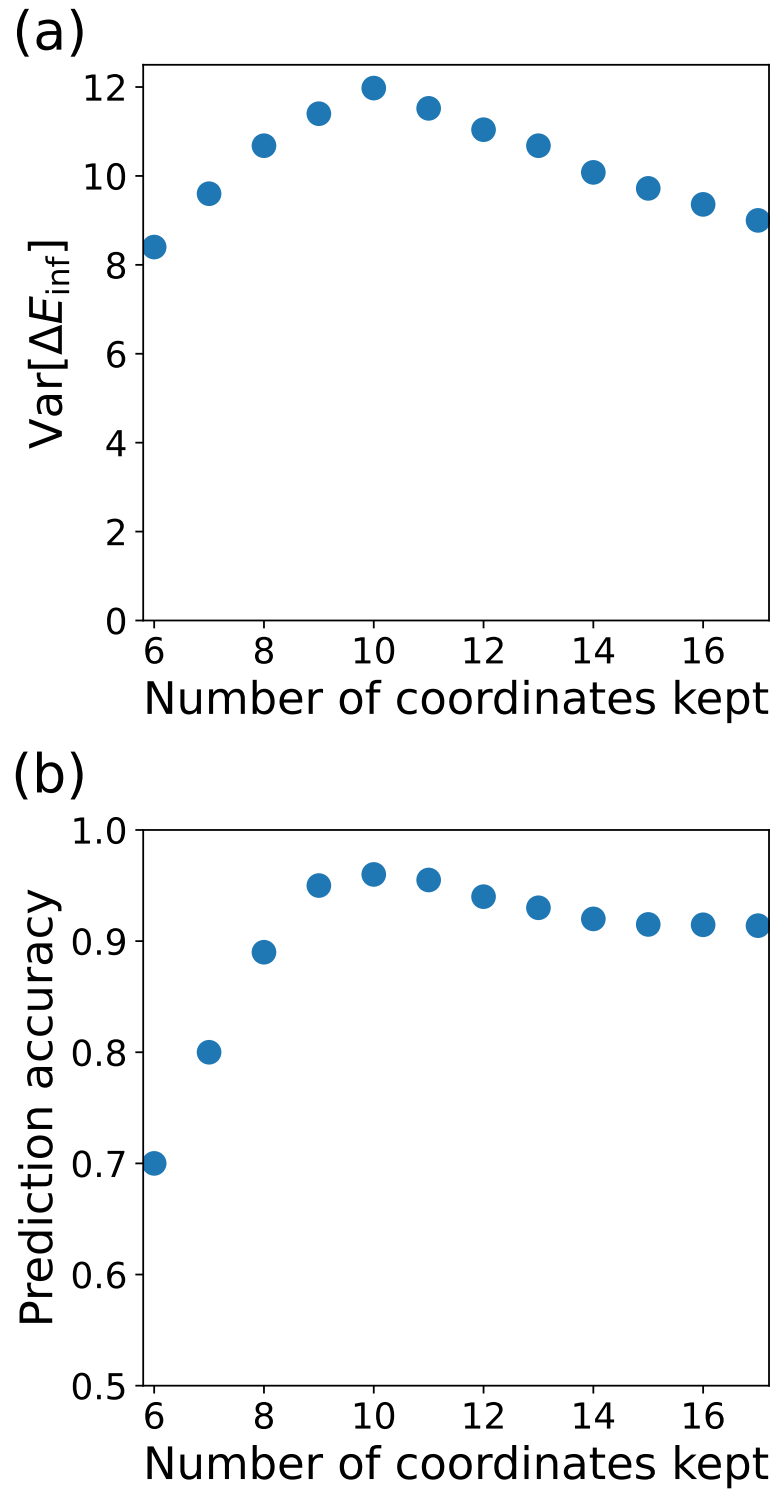 (a)
12
10
8
6
4
2
0
Var[ΔE_inf]
6 8 10 12 14 16
Number of coordinates kept
(b)
1.0
0.9
0.8
0.7
0.6
0.5
Prediction accuracy
6 8 10 12 14 16
Number of coordinates kept